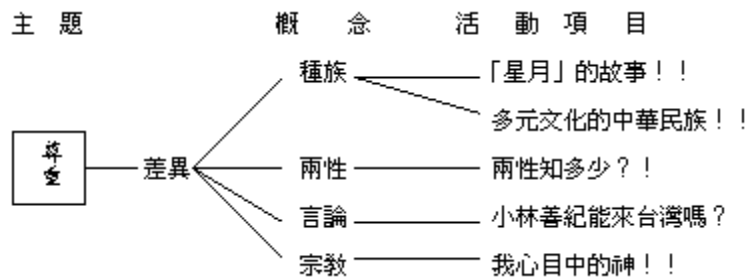 主 題 概 念 活 動 項 目
種族 「星月」的故事！！
多元文化的中華民族！！
尊重 差異 兩性 兩性知多少？！
言論 小林善紀能來台灣嗎？
宗教 我心目中的神！！